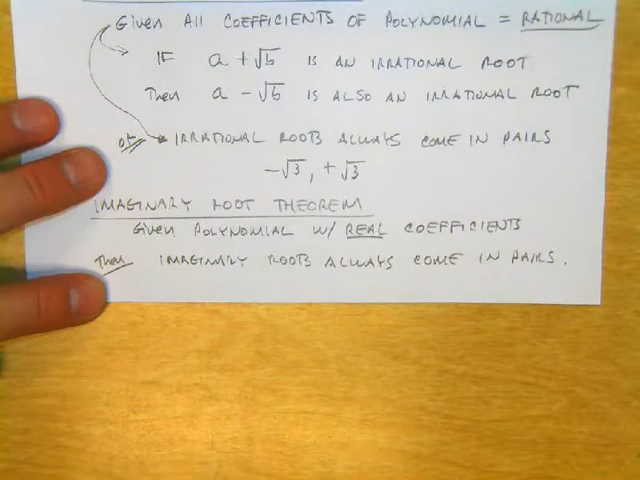 GIVEN ALL COEFFICIENTS OF POLYNOMIAL = RATIONAL
IF a + √b IS AN IRRATIONAL ROOT
THEN a - √b IS ALSO AN IRRATIONAL ROOT
OR IRRATIONAL ROOTS ALWAYS COME IN PAIRS
-√3, +√3
IMAGINARY ROOT THEOREM
GIVEN POLYNOMIAL W/ REAL COEFFICIENTS
THEN IMAGINARY ROOTS ALWAYS COME IN PAIRS.